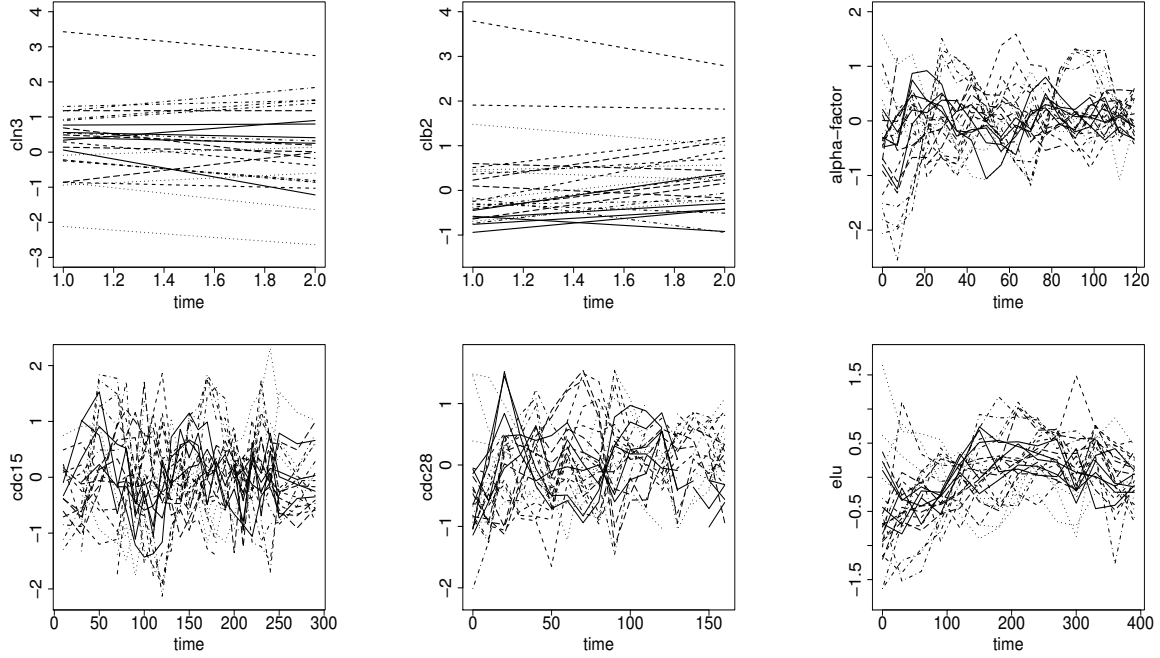 4
3
2
1
0
−1
−2
−3
cln3
1.0 1.2 1.4 1.6 1.8 2.0
time
4
3
2
1
0
−1
clb2
1.0 1.2 1.4 1.6 1.8 2.0
time
2
1
0
−1
−2
alpha−factor
0 20 40 60 80 100 120
time
2
1
0
−1
−2
cdc15
0 50 100 150 200 250 300
time
1
0
−1
−2
cdc28
0 50 100 150
time
1.5
0.5
−0.5
−1.5
elu
0 100 200 300 400
time